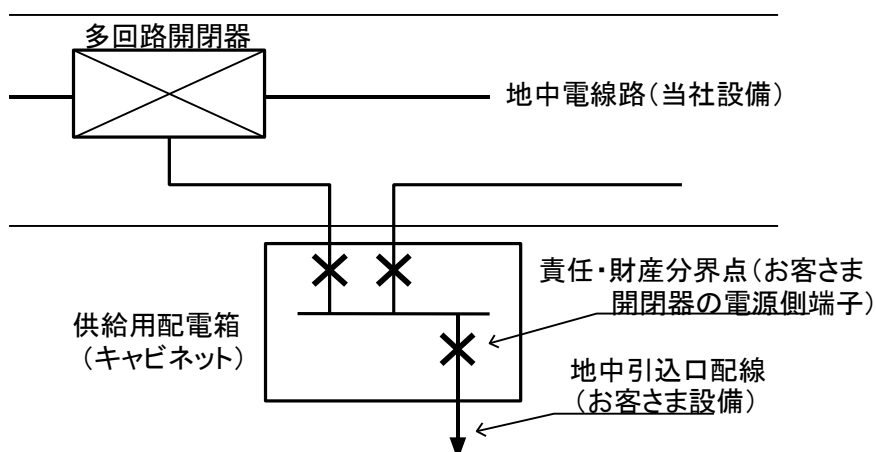 多回路開閉器
地中電線路（当社設備）
責任・財産分界点（お客さま
開閉器の電源側端子）
供給用配電箱
（キャビネット）
地中引込口配線
（お客さま設備）